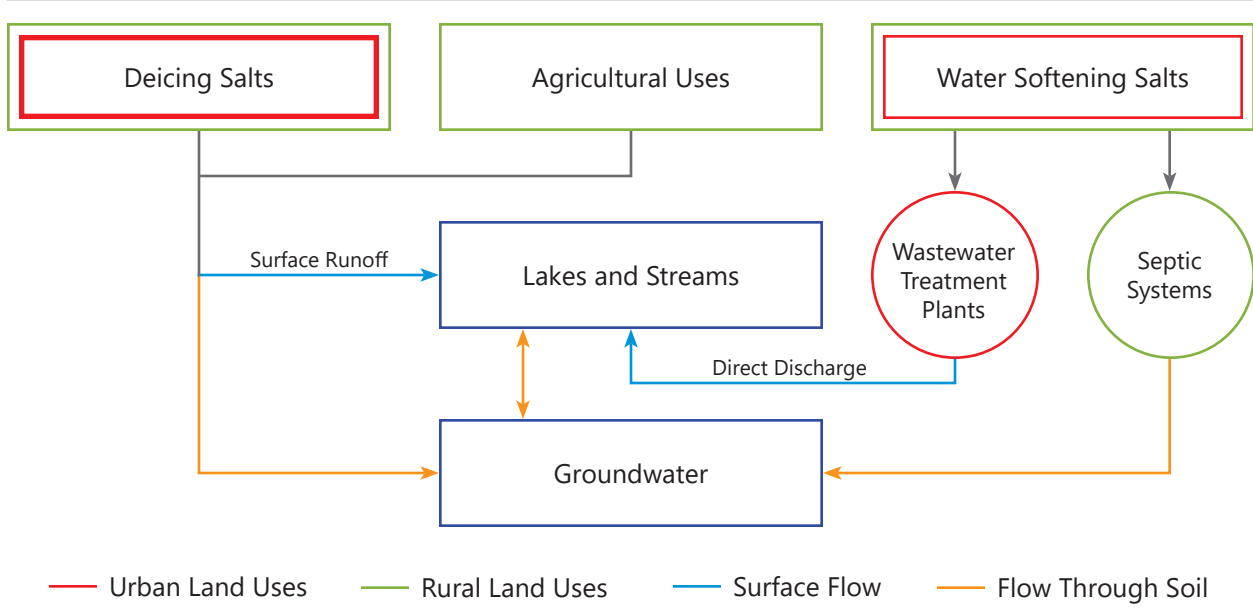 Deicing Salts
Agricultural Uses
Water Softening Salts
Surface Runoff
Lakes and Streams
Wastewater
Treatment
Plants
Septic
Systems
Direct Discharge
Groundwater
Urban Land Uses
Rural Land Uses
Surface Flow
Flow Through Soil